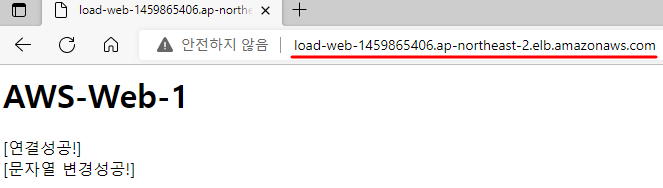 load-web-1459865406.ap-northe
안전하지 않음
load-web-1459865406.ap-northeast-2.elb.amazonaws.com
AWS-Web-1
[연결성공!]
[문자열 변경성공!]